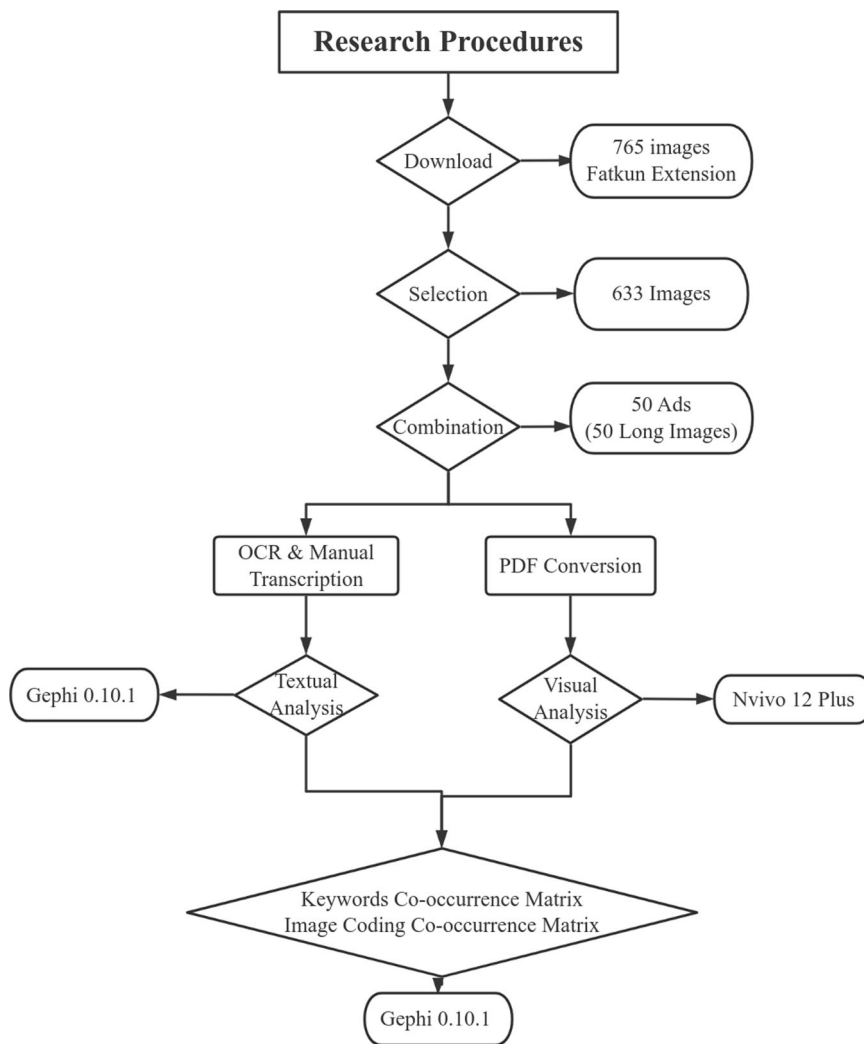 Research Procedures
Download
765 images
Fatkun Extension
Selection
633 Images
Combination
50 Ads
(50 Long Images)
OCR & Manual
Transcription
PDF Conversion
Gephi 0.10.1
Textual
Analysis
Visual
Analysis
Nvivo 12 Plus
Keywords Co-occurrence Matrix
Image Coding Co-occurrence Matrix
Gephi 0.10.1